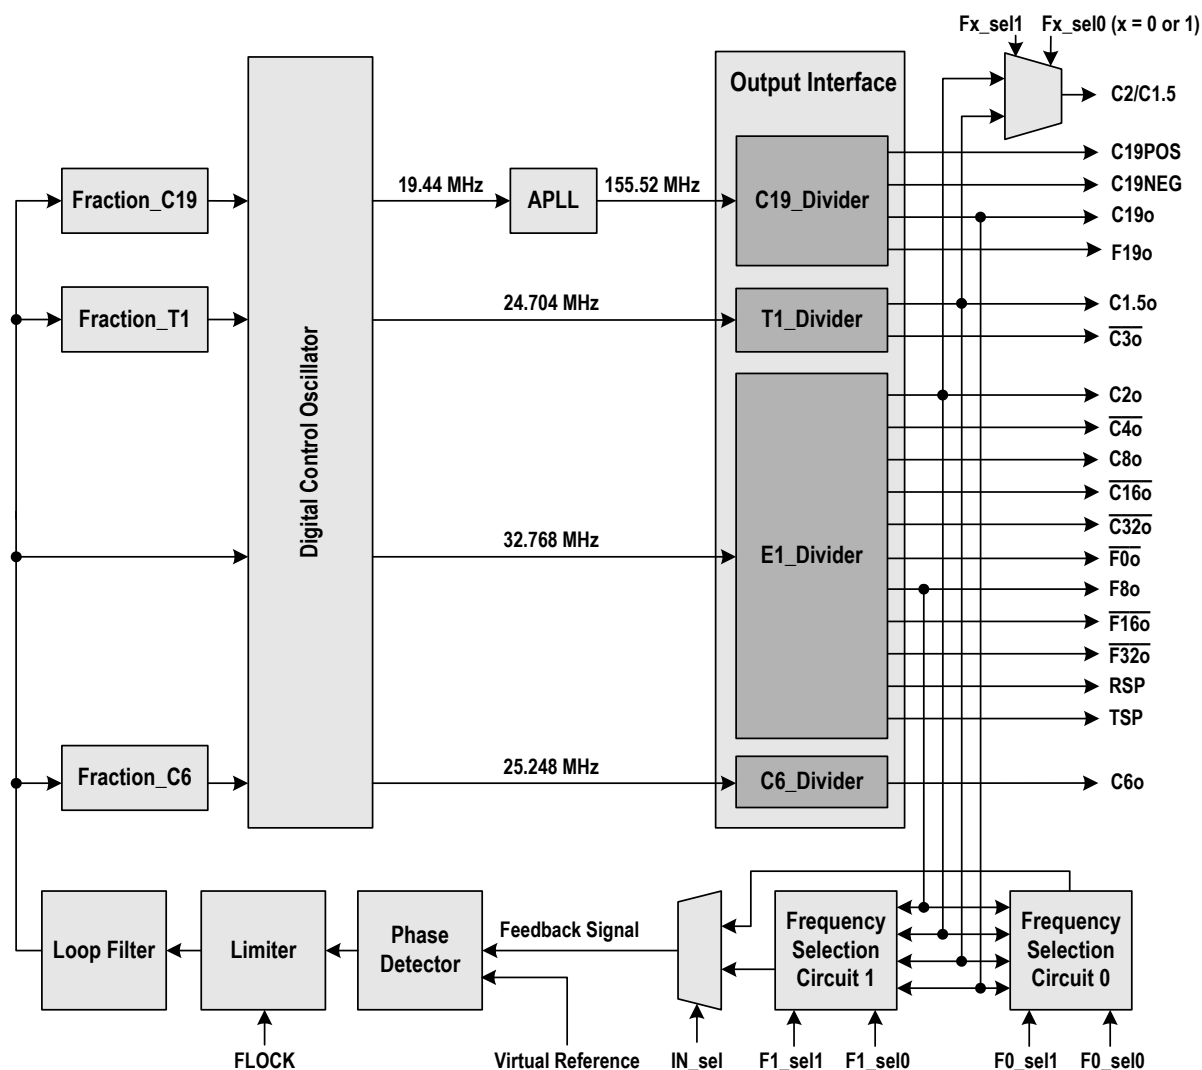 Fx_sel1
Fx_sel0 (x = 0 or 1)
Output Interface
C2/C1.5
C19POS
Fraction_C19
19.44 MHz
APLL
155.52 MHz
C19_Divider
C19NEG
C19o
F19o
Fraction_T1
24.704 MHz
T1_Divider
C1.5o
C3o
Digital Control Oscillator
C2o
C4o
C8o
C16o
C32o
32.768 MHz
E1_Divider
F0o
F8o
F16o
F32o
RSP
TSP
Fraction_C6
25.248 MHz
C6_Divider
C6o
Loop Filter
Limiter
Phase
Detector
Feedback Signal
Frequency
Selection
Circuit 1
Frequency
Selection
Circuit 0
FLOCK
Virtual Reference
IN_sel
F1_sel1
F1_sel0
F0_sel1
F0_sel0